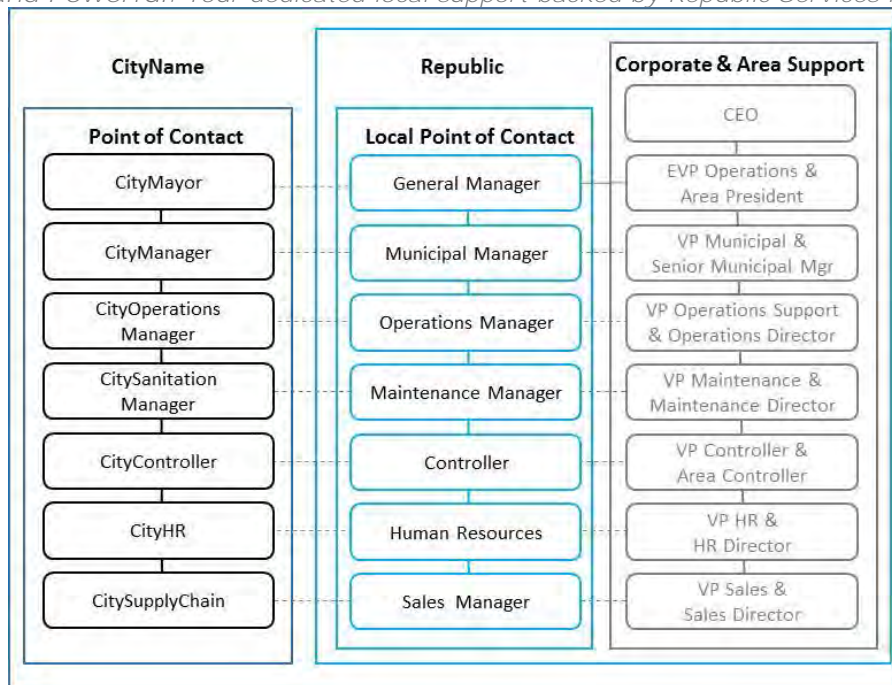 and Powerful: Your dedicated local support backed by Republic Services
CityName
Point of Contact
CityMayor
CityManager
CityOperations
Manager
CitySanitation
Manager
CityController
CityHR
CitySupplyChain
Republic
Local Point of Contact
General Manager
Municipal Manager
Operations Manager
Maintenance Manager
Controller
Human Resources
Sales Manager
Corporate & Area Support
CEO
EVP Operations &
Area President
VP Municipal &
Senior Municipal Mgr
VP Operations Support
& Operations Director
VP Maintenance &
Maintenance Director
VP Controller &
Area Controller
VP HR &
HR Director
VP Sales &
Sales Director